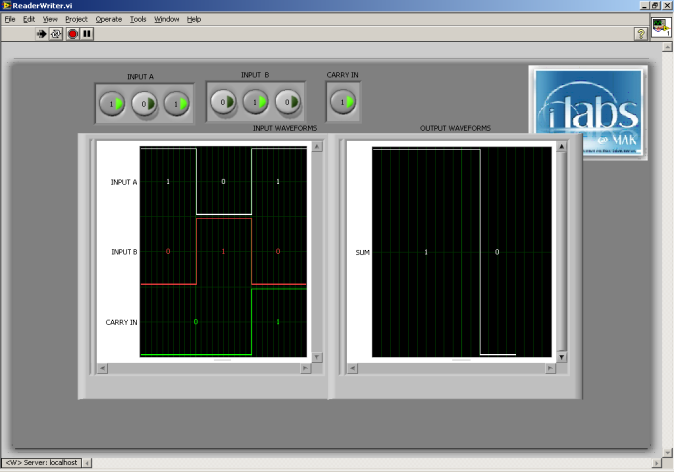 ReaderWriter.vi
File Edit View Project Operate Tools Window Help
1
INPUT A
INPUT B
CARRY IN
1 0 1
0 1 0
1
INPUT WAVEFORMS
OUTPUT WAVEFORMS
iLabs
@ MAK
INPUT A
1 0 1
INPUT B
0 1 0
CARRY IN
0 1
SUM
1 0
<W> Server: localhost